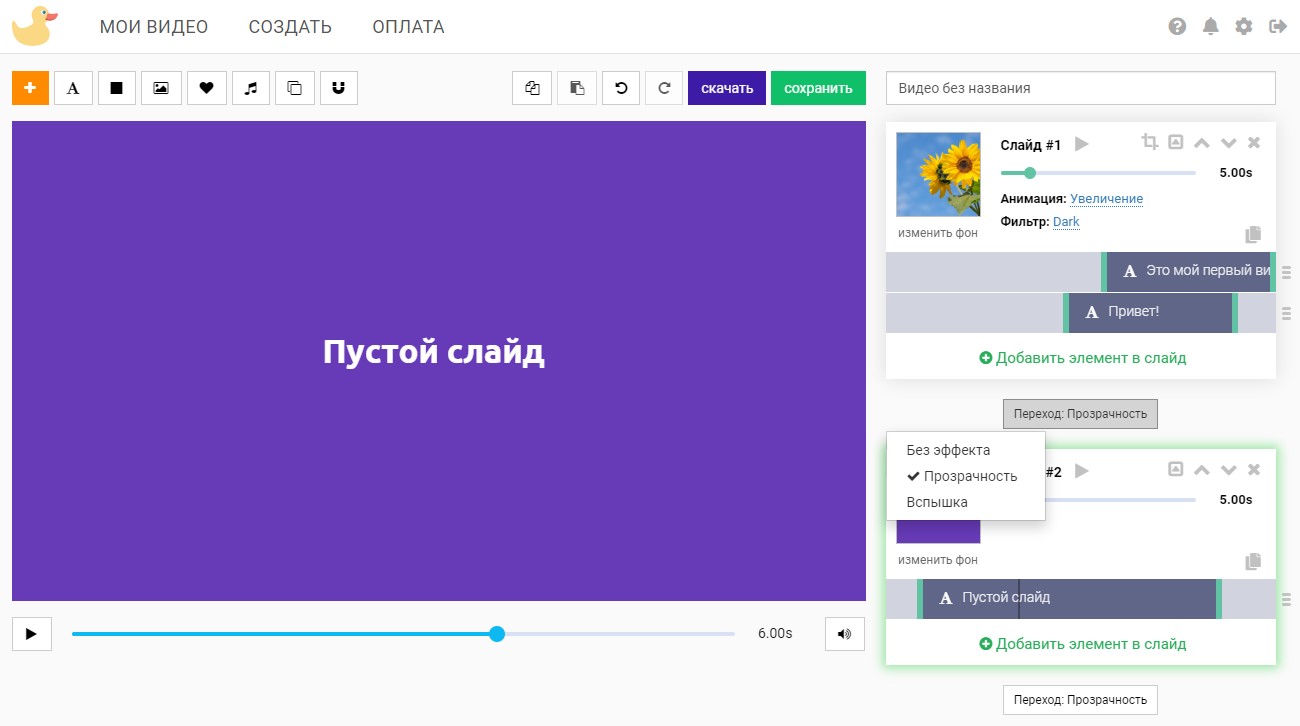 МОИ ВИДЕО СОЗДАТЬ ОПЛАТА
A скачать сохранить
Видео без названия
Слайд #1
5.00s
Анимация: Увеличение
Фильтр: Dark
изменить фон
A Это мой первый ви
A Привет!
Добавить элемент в слайд
Переход: Прозрачность
Без эффекта
Прозрачность
Вспышка
#2
5.00s
изменить фон
A Пустой слайд
Добавить элемент в слайд
Переход: Прозрачность
Пустой слайд
6.00s